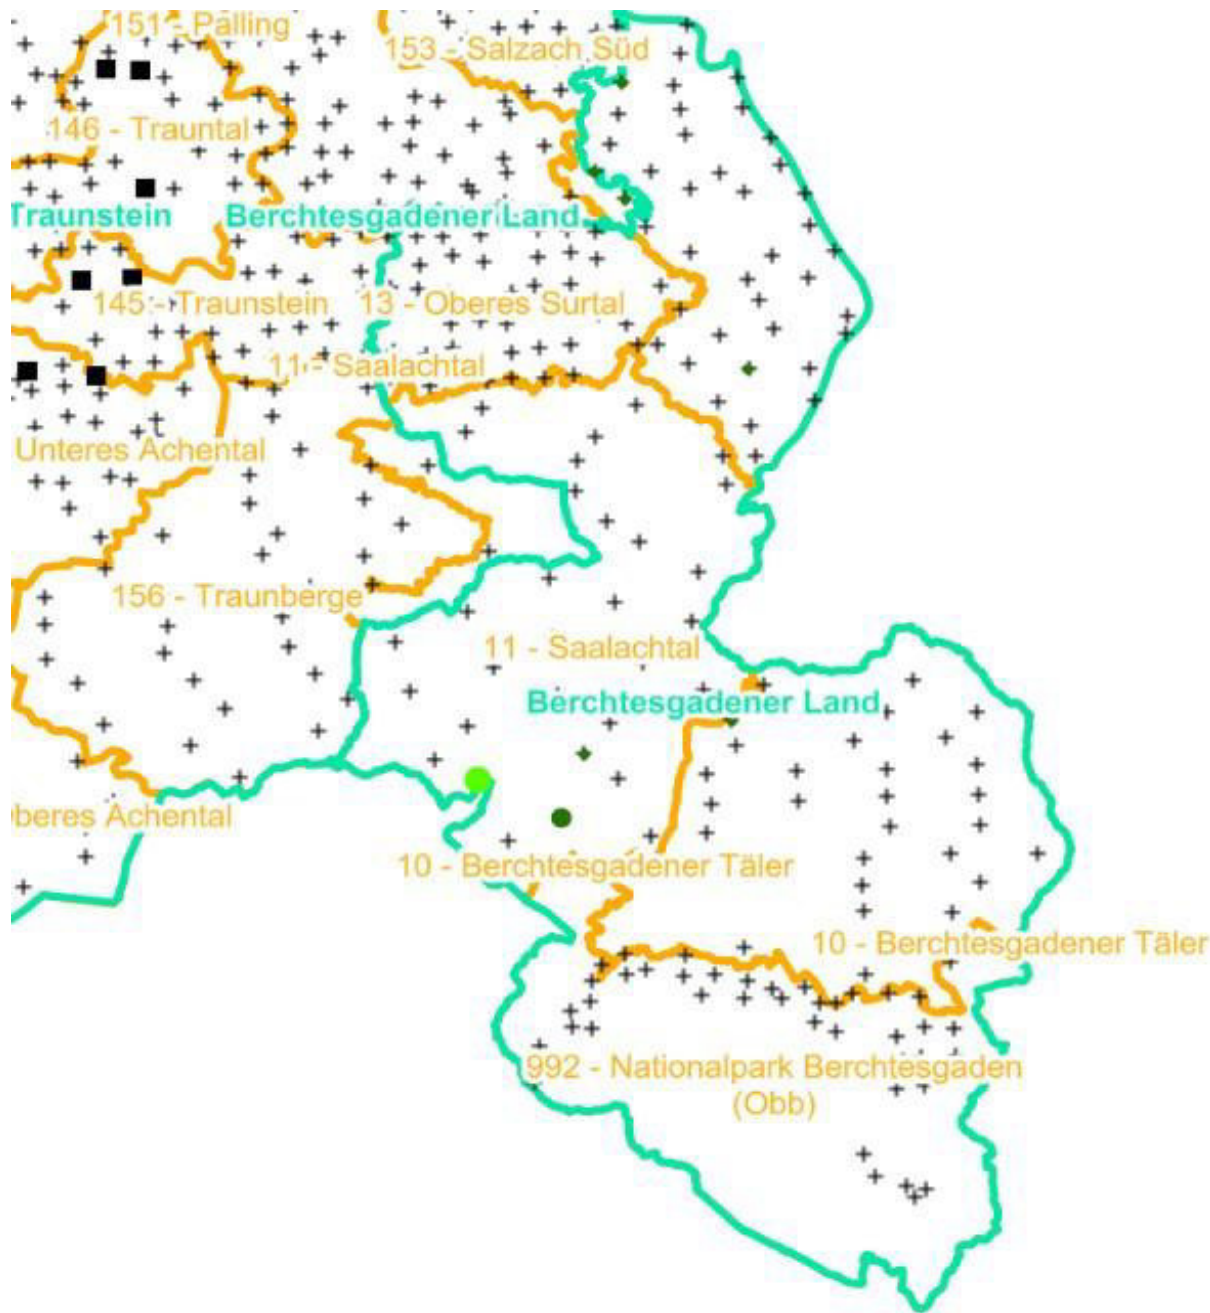 151 - Palling
153 - Salzach Süd
146 - Trauntal
Traunstein
Berchtesgadener Land
145 - Traunstein
13 - Oberes Surtal
11 - Saalachtal
Unteres Achental
156 - Traunberge
11 - Saalachtal
Berchtesgadener Land
beres Achental
10 - Berchtesgadener Täler
10 - Berchtesgadener Täler
992 - Nationalpark Berchtesgaden
(Obb)